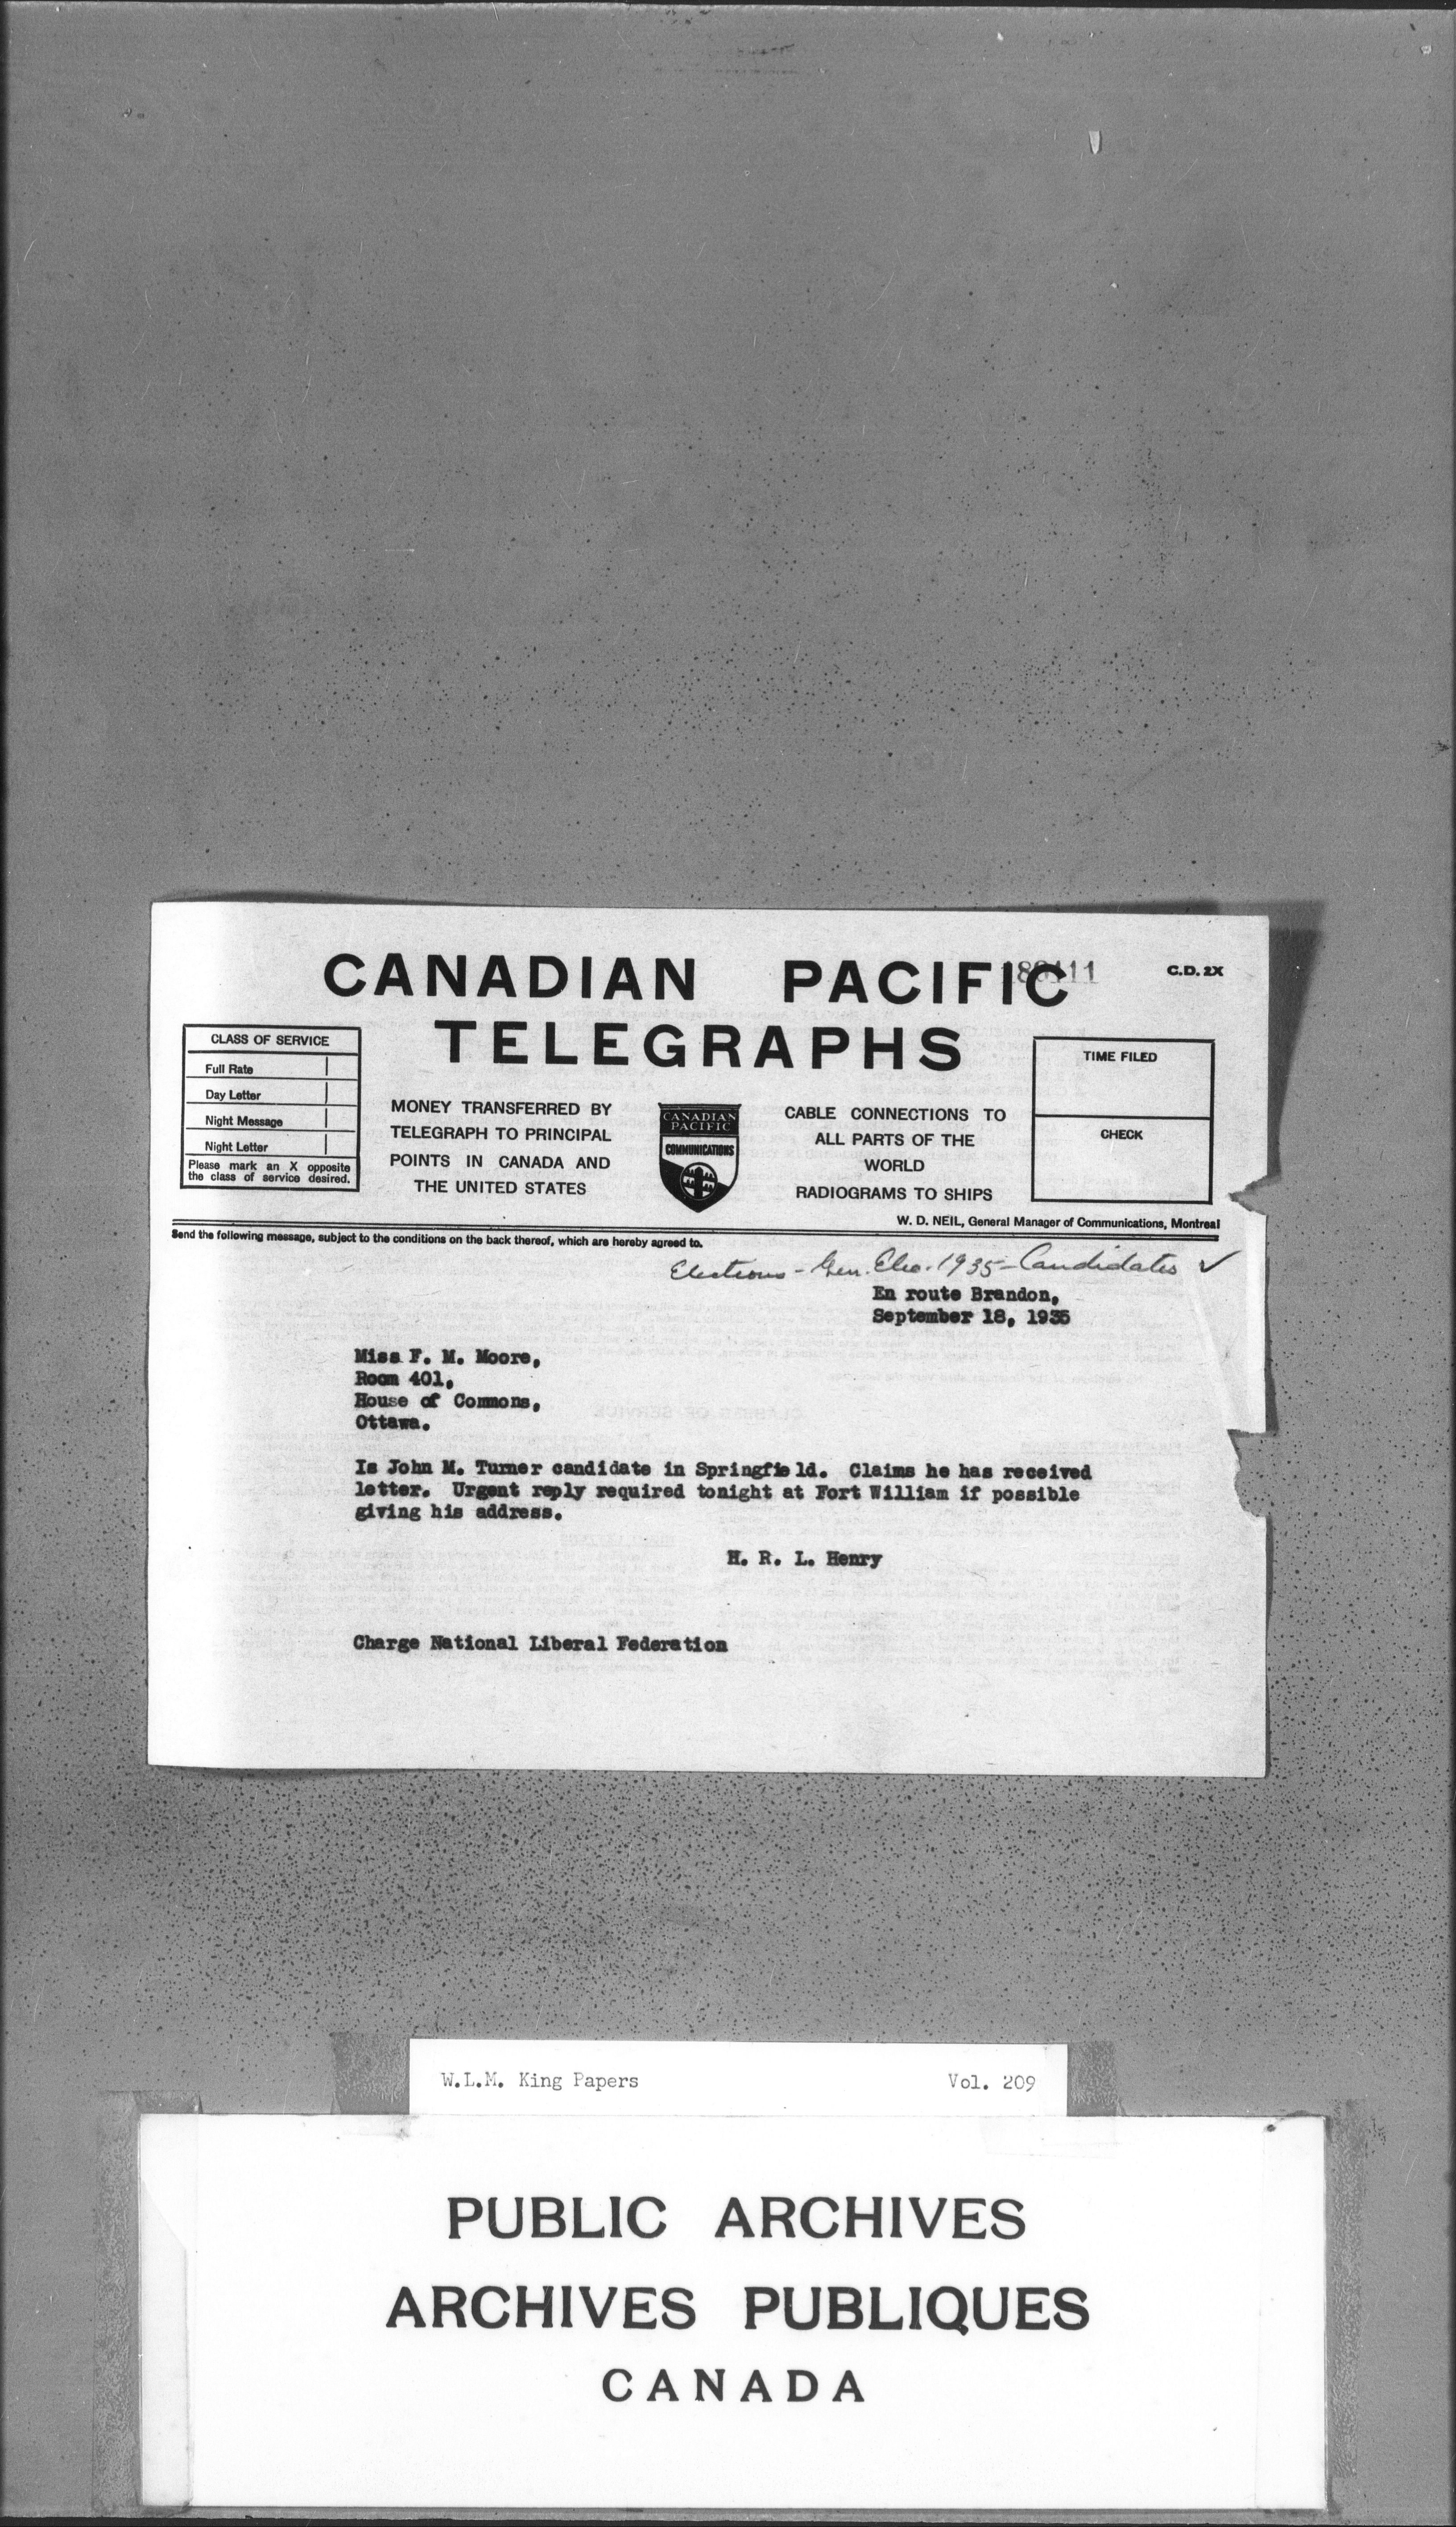 CANADIAN PACIFIC
TELEGRAPHS
C.D. 2X
CLASS OF SERVICE
Full Rate
Day Letter
Night Message
Night Letter
Please mark an X opposite
the class of service desired.
MONEY TRANSFERRED BY
TELEGRAPH TO PRINCIPAL
POINTS IN CANADA AND
THE UNITED STATES
CANADIAN
PACIFIC
COMMUNICATIONS
CABLE CONNECTIONS TO
ALL PARTS OF THE
WORLD
RADIOGRAMS TO SHIPS
TIME FILED
CHECK
W. D. NEIL, General Manager of Communications, Montreal
Send the following message, subject to the conditions on the back thereof, which are hereby agreed to.
Elections - Gen. Elec. 1935 - Candidates ✓
En route Brandon,
September 18, 1935
Miss F. M. Moore,
Room 401,
House of Commons,
Ottawa.
Is John M. Turner candidate in Springfield. Claims he has received
letter. Urgent reply required tonight at Fort William if possible
giving his address.
H. R. L. Henry
Charge National Liberal Federation
W.L.M. King Papers Vol. 209
PUBLIC ARCHIVES
ARCHIVES PUBLIQUES
CANADA